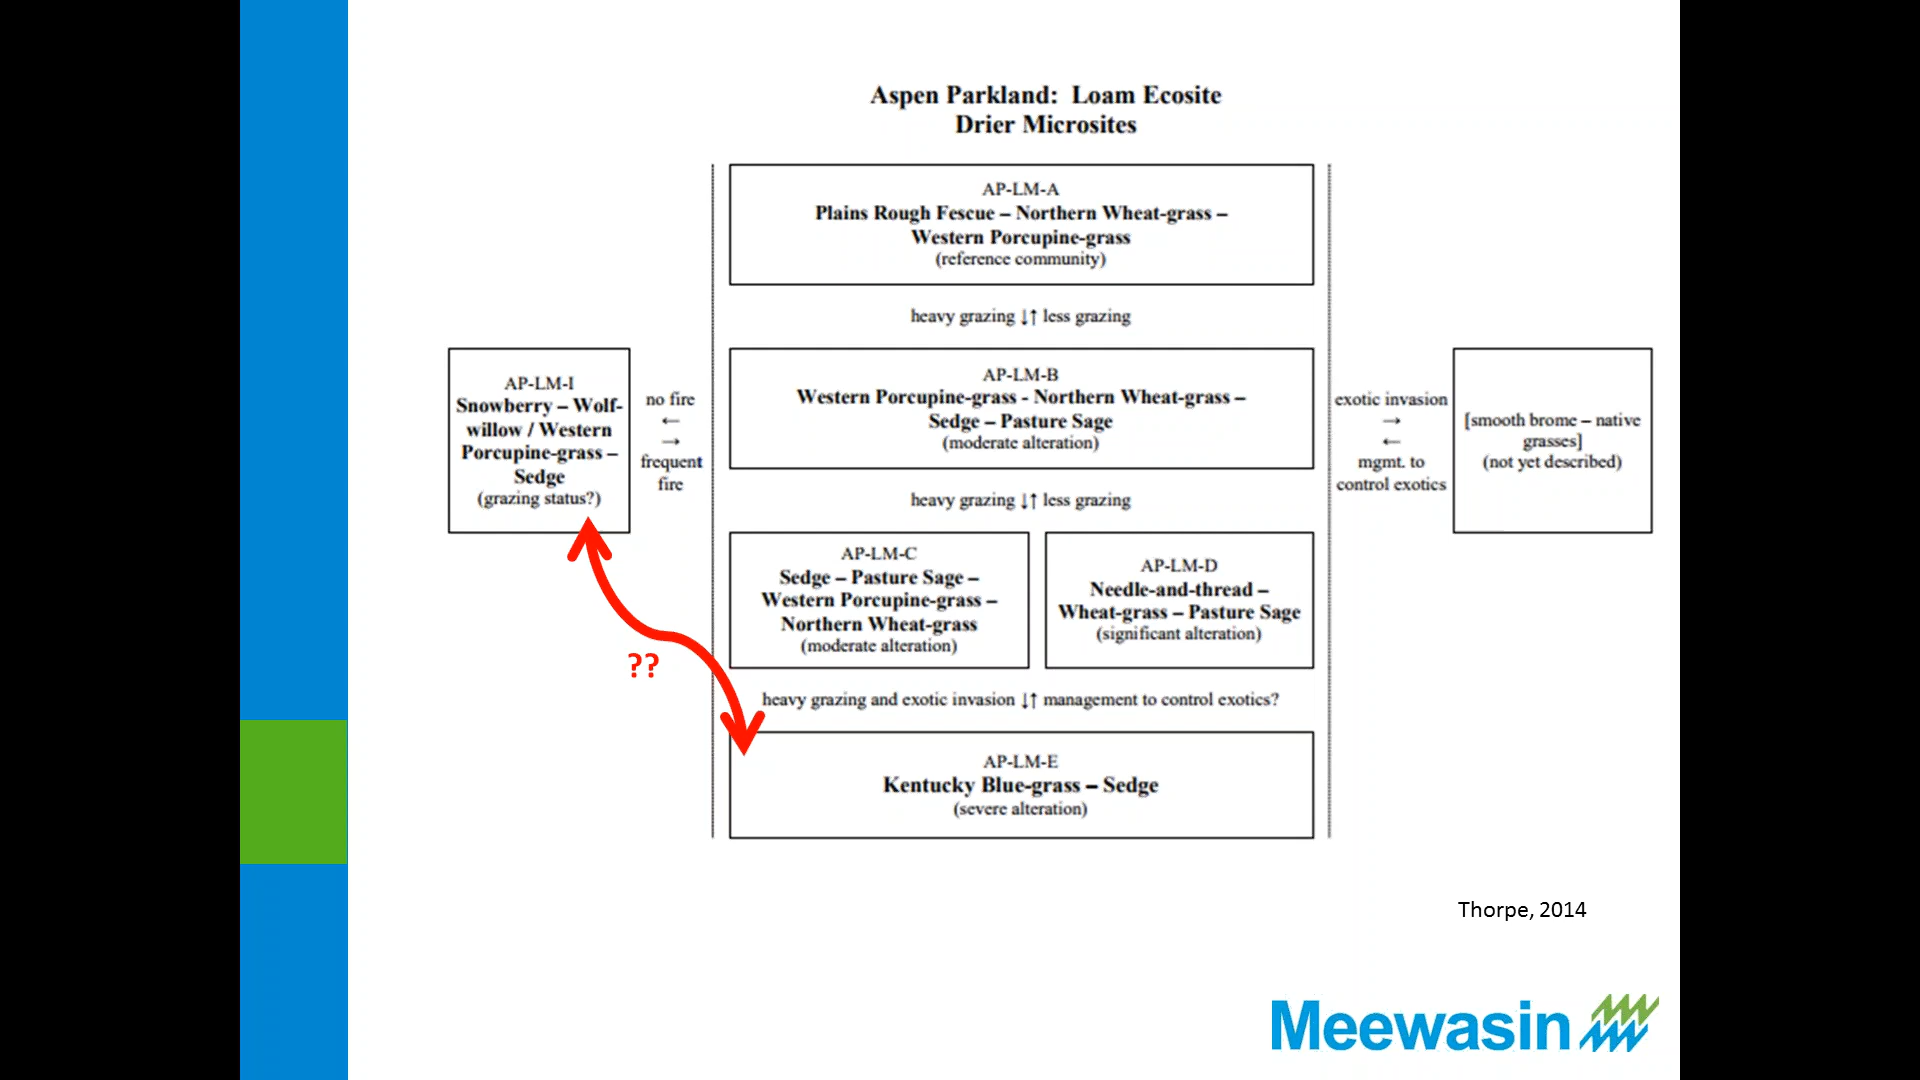 Aspen Parkland:  Loam Ecosite
Drier Microsites
AP-LM-A
Plains Rough Fescue – Northern Wheat-grass –
Western Porcupine-grass
(reference community)
heavy grazing ↓↑ less grazing
AP-LM-I
Snowberry – Wolf-
willow / Western
Porcupine-grass –
Sedge
(grazing status?)
no fire
←
→
frequent
fire
AP-LM-B
Western Porcupine-grass - Northern Wheat-grass –
Sedge – Pasture Sage
(moderate alteration)
exotic invasion
→
←
mgmt. to
control exotics
[smooth brome – native
grasses]
(not yet described)
heavy grazing ↓↑ less grazing
AP-LM-C
Sedge – Pasture Sage –
Western Porcupine-grass –
Northern Wheat-grass
(moderate alteration)
AP-LM-D
Needle-and-thread –
Wheat-grass – Pasture Sage
(significant alteration)
??
heavy grazing and exotic invasion ↓↑ management to control exotics?
AP-LM-E
Kentucky Blue-grass – Sedge
(severe alteration)
Thorpe, 2014
Meewasin